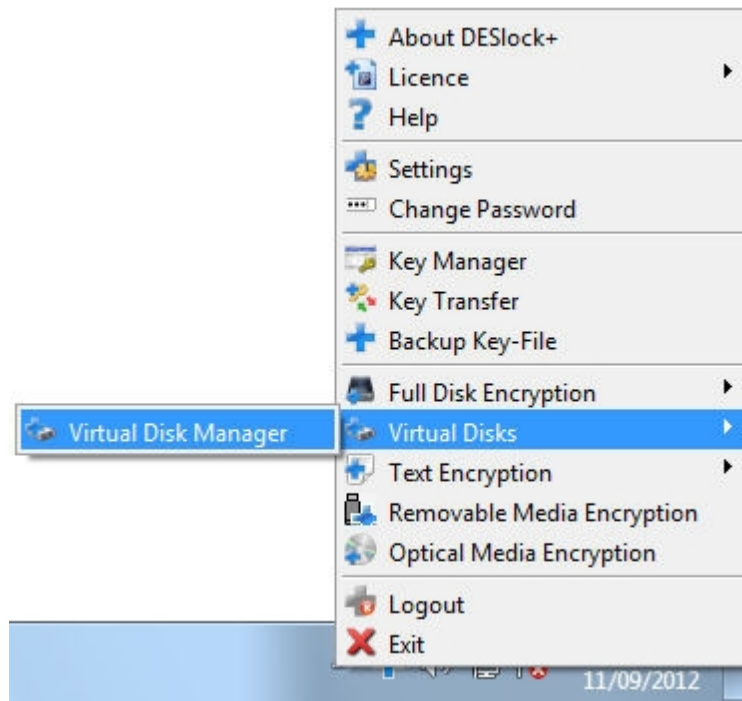 About DESlock+
Licence
Help
Settings
Change Password
Key Manager
Key Transfer
Backup Key-File
Full Disk Encryption
Virtual Disk Manager
Virtual Disks
Text Encryption
Removable Media Encryption
Optical Media Encryption
Logout
Exit
11/09/2012